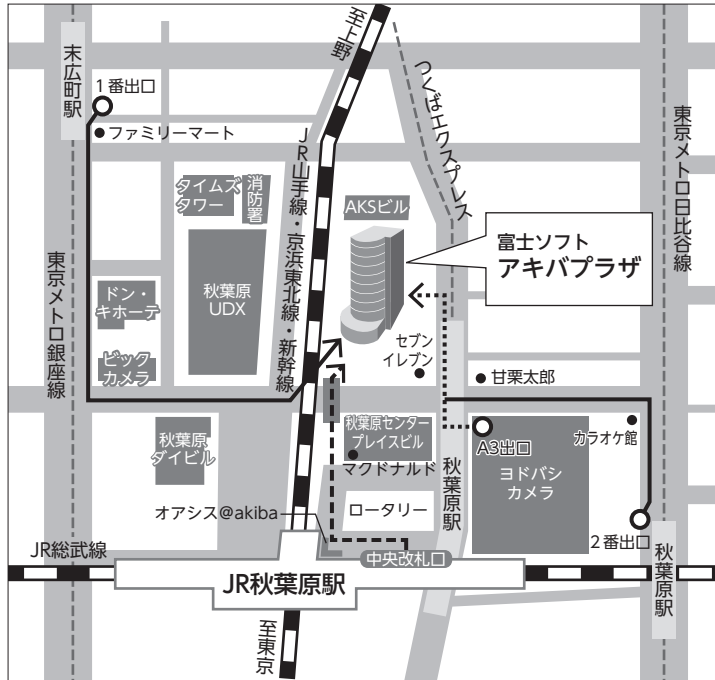 末広町駅
1番出口
ファミリーマート
至上野
つくばエクスプレス
東京メトロ日比谷線
JR山手線・京浜東北線・新幹線
タイムズ
タワー
消防署
AKSビル
富士ソフト
アキバプラザ
東京メトロ銀座線
ドン・
キホーテ
秋葉原
UDX
ビック
カメラ
セブン
イレブン
甘栗太郎
秋葉原
ダイビル
秋葉原センター
プレイスビル
マクドナルド
A3出口
カラオケ館
ヨドバシ
カメラ
秋葉原駅
オアシス@akiba
ロータリー
2番出口
JR総武線
中央改札口
JR秋葉原駅
秋葉原駅
至東京